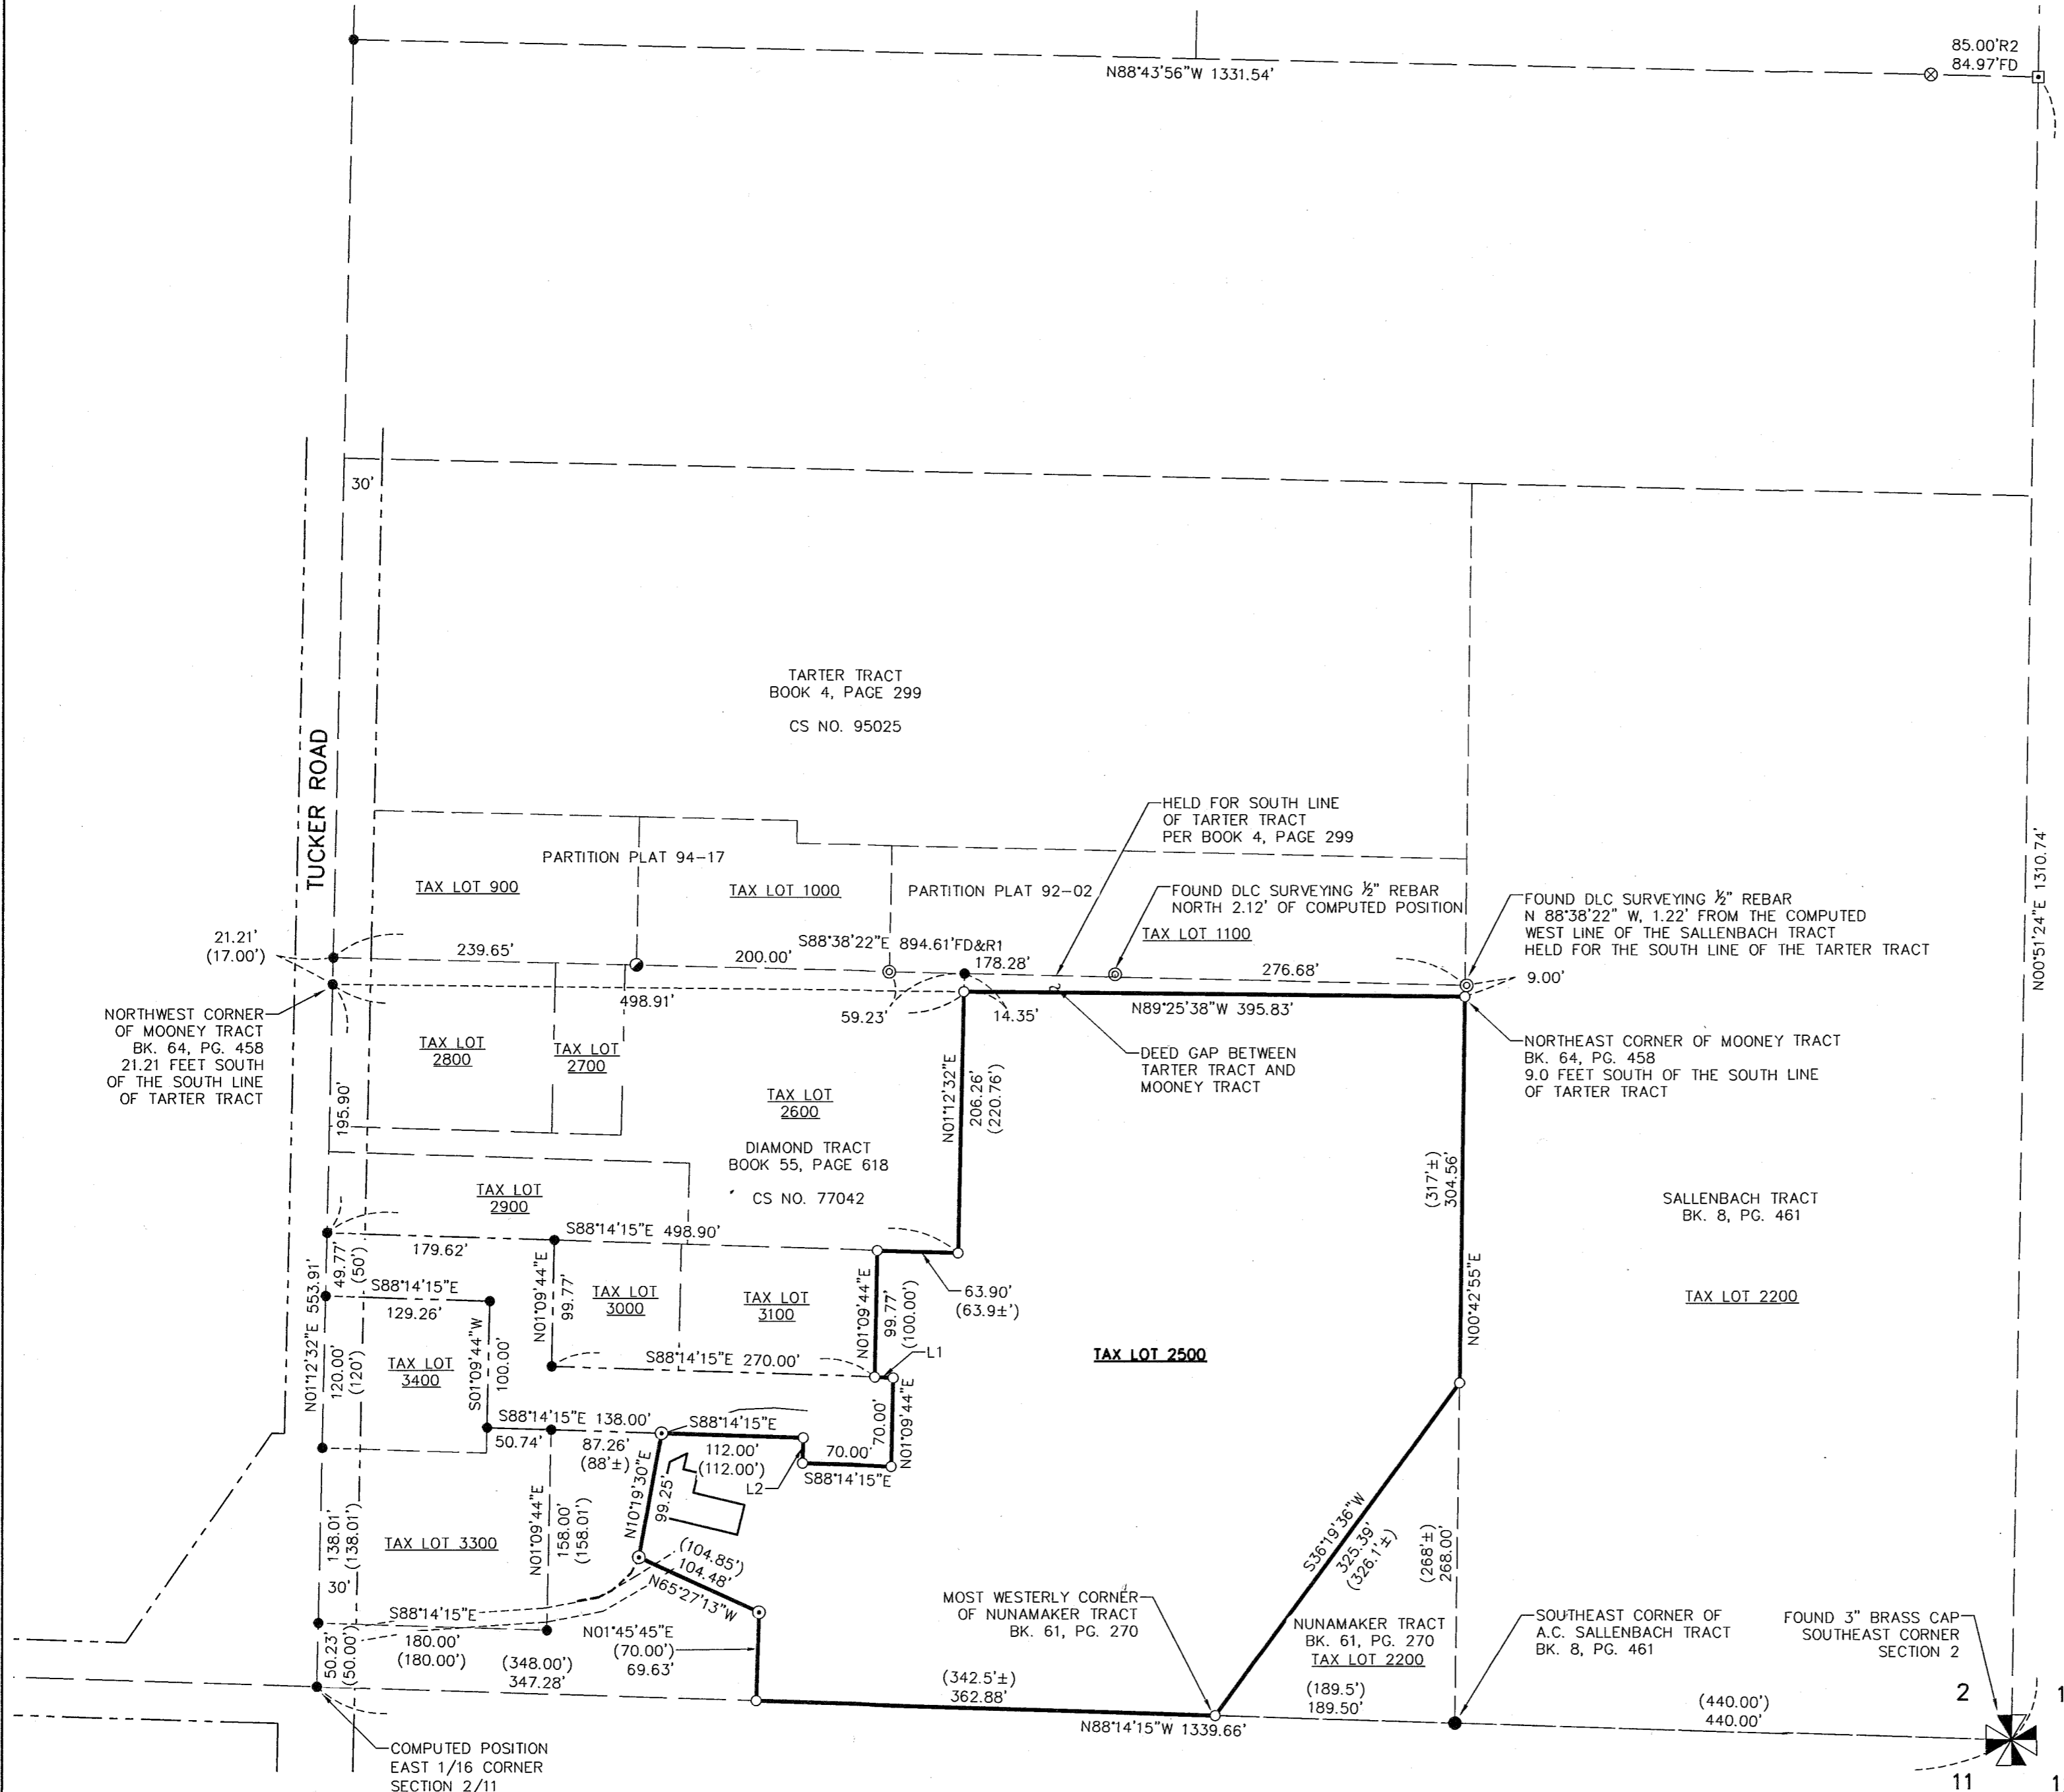 85.00'R2
84.97'FD
N88°43'56"W 1331.54'
30'
TARTER TRACT
BOOK 4, PAGE 299
CS NO. 95025
TUCKER ROAD
N00°51'24"E 1310.74'
HELD FOR SOUTH LINE
OF TARTER TRACT
PER BOOK 4, PAGE 299
PARTITION PLAT 94-17
TAX LOT 900
TAX LOT 1000
PARTITION PLAT 92-02
FOUND DLC SURVEYING ½" REBAR
NORTH 2.12' OF COMPUTED POSITION
TAX LOT 1100
FOUND DLC SURVEYING ½" REBAR
N 88°38'22" W, 1.22' FROM THE COMPUTED
WEST LINE OF THE SALLENBACH TRACT
HELD FOR THE SOUTH LINE OF THE TARTER TRACT
21.21'
(17.00')
239.65'
200.00'
S88°38'22"E 894.61'FD&R1
178.28'
276.68'
9.00'
498.91'
59.23'
14.35'
N89°25'38"W 395.83'
NORTHWEST CORNER
OF MOONEY TRACT
BK. 64, PG. 458
21.21 FEET SOUTH
OF THE SOUTH LINE
OF TARTER TRACT
TAX LOT
2800
TAX LOT
2700
DEED GAP BETWEEN
TARTER TRACT AND
MOONEY TRACT
NORTHEAST CORNER OF MOONEY TRACT
BK. 64, PG. 458
9.0 FEET SOUTH OF THE SOUTH LINE
OF TARTER TRACT
195.90'
TAX LOT
2600
N01°12'32"E
206.26'
(220.76')
DIAMOND TRACT
BOOK 55, PAGE 618
CS NO. 77042
(317'±)
304.56'
N00°42'55"E
SALLENBACH TRACT
BK. 8, PG. 461
TAX LOT 2200
TAX LOT
2900
S88°14'15"E 498.90'
179.62'
N01°12'32"E 553.91'
49.77'
(50')
S88°14'15"E
129.26'
N01°09'44"E
99.77'
TAX LOT
3000
TAX LOT
3100
N01°09'44"E
99.77'
(100.00')
63.90'
(63.9±')
L1
S88°14'15"E 270.00'
TAX LOT 2500
120.00'
(120')
TAX LOT
3400
S01°09'44"W
100.00'
S88°14'15"E 138.00'
50.74'
87.26'
(88'±)
S88°14'15"E
112.00'
(112.00')
70.00'
N01°09'44"E
70.00'
S88°14'15"E
L2
N10°19'30"E
99.25'
138.01'
(138.01')
TAX LOT 3300
N01°09'44"E
158.00'
(158.01')
(104.85')
104.48'
N65°27'13"W
S36°19'36"W
325.39'
(326.1'±)
(268'±)
268.00'
30'
S88°14'15"E
180.00'
(180.00')
50.23'
(50.00')
N01°45'45"E
(70.00')
69.63'
(348.00')
347.28'
MOST WESTERLY CORNER
OF NUNAMAKER TRACT
BK. 61, PG. 270
NUNAMAKER TRACT
BK. 61, PG. 270
TAX LOT 2200
SOUTHEAST CORNER OF
A.C. SALLENBACH TRACT
BK. 8, PG. 461
FOUND 3" BRASS CAP
SOUTHEAST CORNER
SECTION 2
(342.5'±)
362.88'
(189.5')
189.50'
(440.00')
440.00'
N88°14'15"W 1339.66'
2
1
11
1
COMPUTED POSITION
EAST 1/16 CORNER
SECTION 2/11